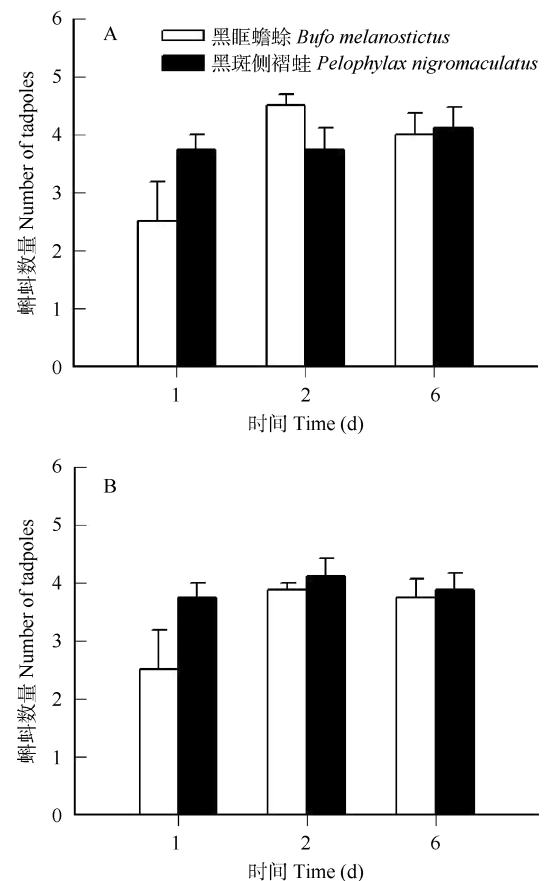 6
A
黑眶蟾蜍 Bufo melanostictus
黑斑侧褶蛙 Pelophylax nigromaculatus
5
4
3
2
1
0
蝌蚪数量 Number of tadpoles
1 2 6
时间 Time (d)
6
B
5
4
3
2
1
0
蝌蚪数量 Number of tadpoles
1 2 6
时间 Time (d)